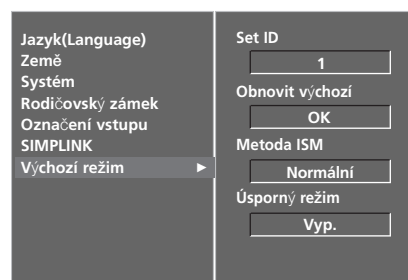 Jazyk(Language)
Země
Systém
Rodičovský zámek
Označení vstupu
SIMPLINK
Výchozí režim ►
Set ID
1
Obnovit výchozí
OK
Metoda ISM
Normální
Úsporný režim
Vyp.